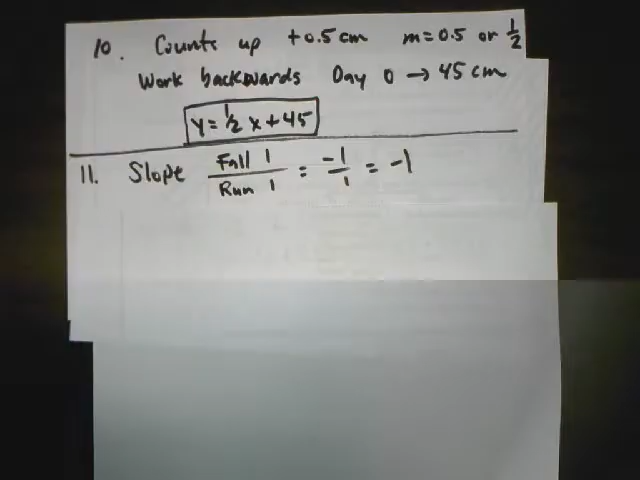 10. Counts up +0.5 cm m = 0.5 or 1/2
Work backwards Day 0 → 45 cm
y = 1/2 x + 45
11. Slope Fall 1 / Run 1 = -1/1 = -1